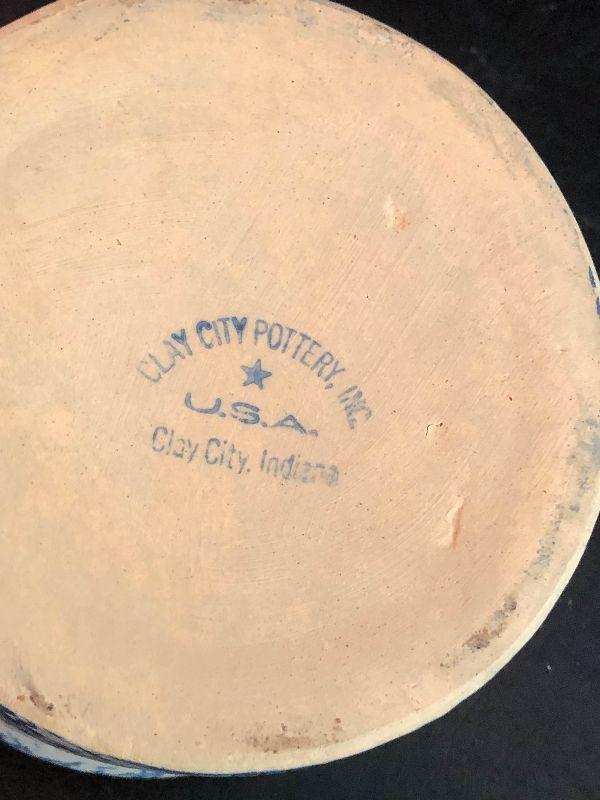 CLAY CITY POTTERY, INC.
U.S.A.
Clay City, Indiana